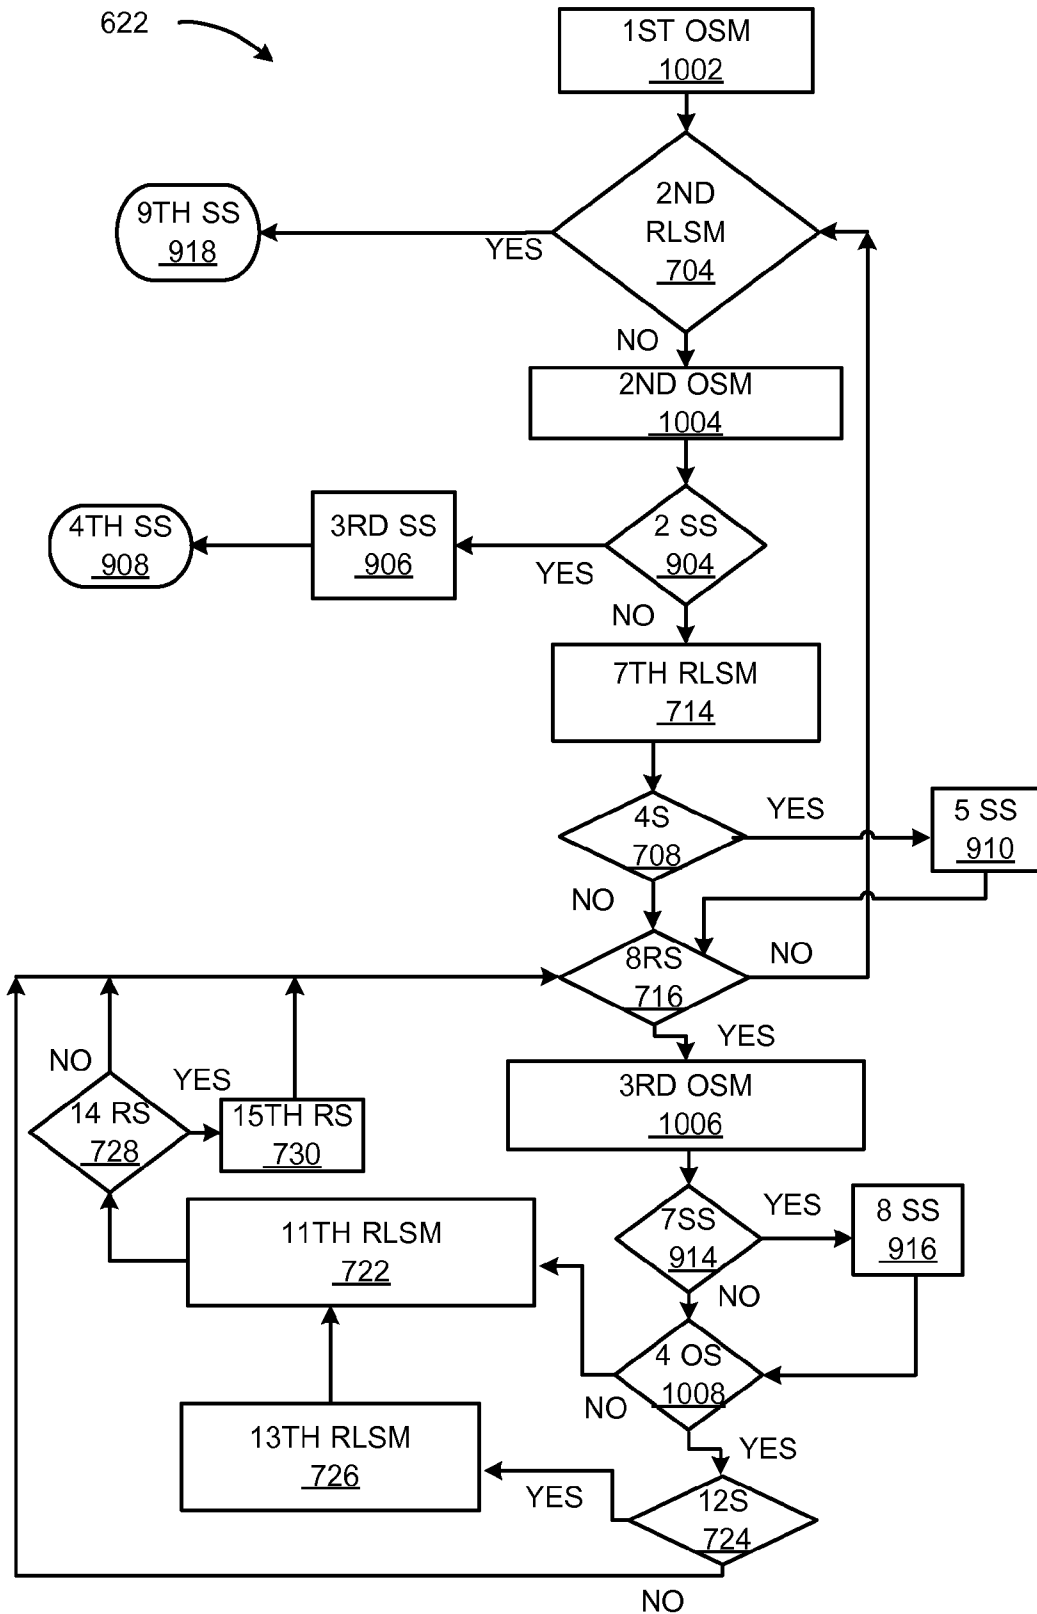 622
1ST OSM
1002
2ND
RLSM
704
9TH SS
918
YES
NO
2ND OSM
1004
2 SS
904
YES
3RD SS
906
4TH SS
908
NO
7TH RLSM
714
4S
708
YES
5 SS
910
NO
8RS
716
NO
YES
3RD OSM
1006
NO
YES
14 RS
728
15TH RS
730
7SS
914
YES
8 SS
916
11TH RLSM
722
NO
4 OS
1008
NO
YES
13TH RLSM
726
YES
12S
724
NO